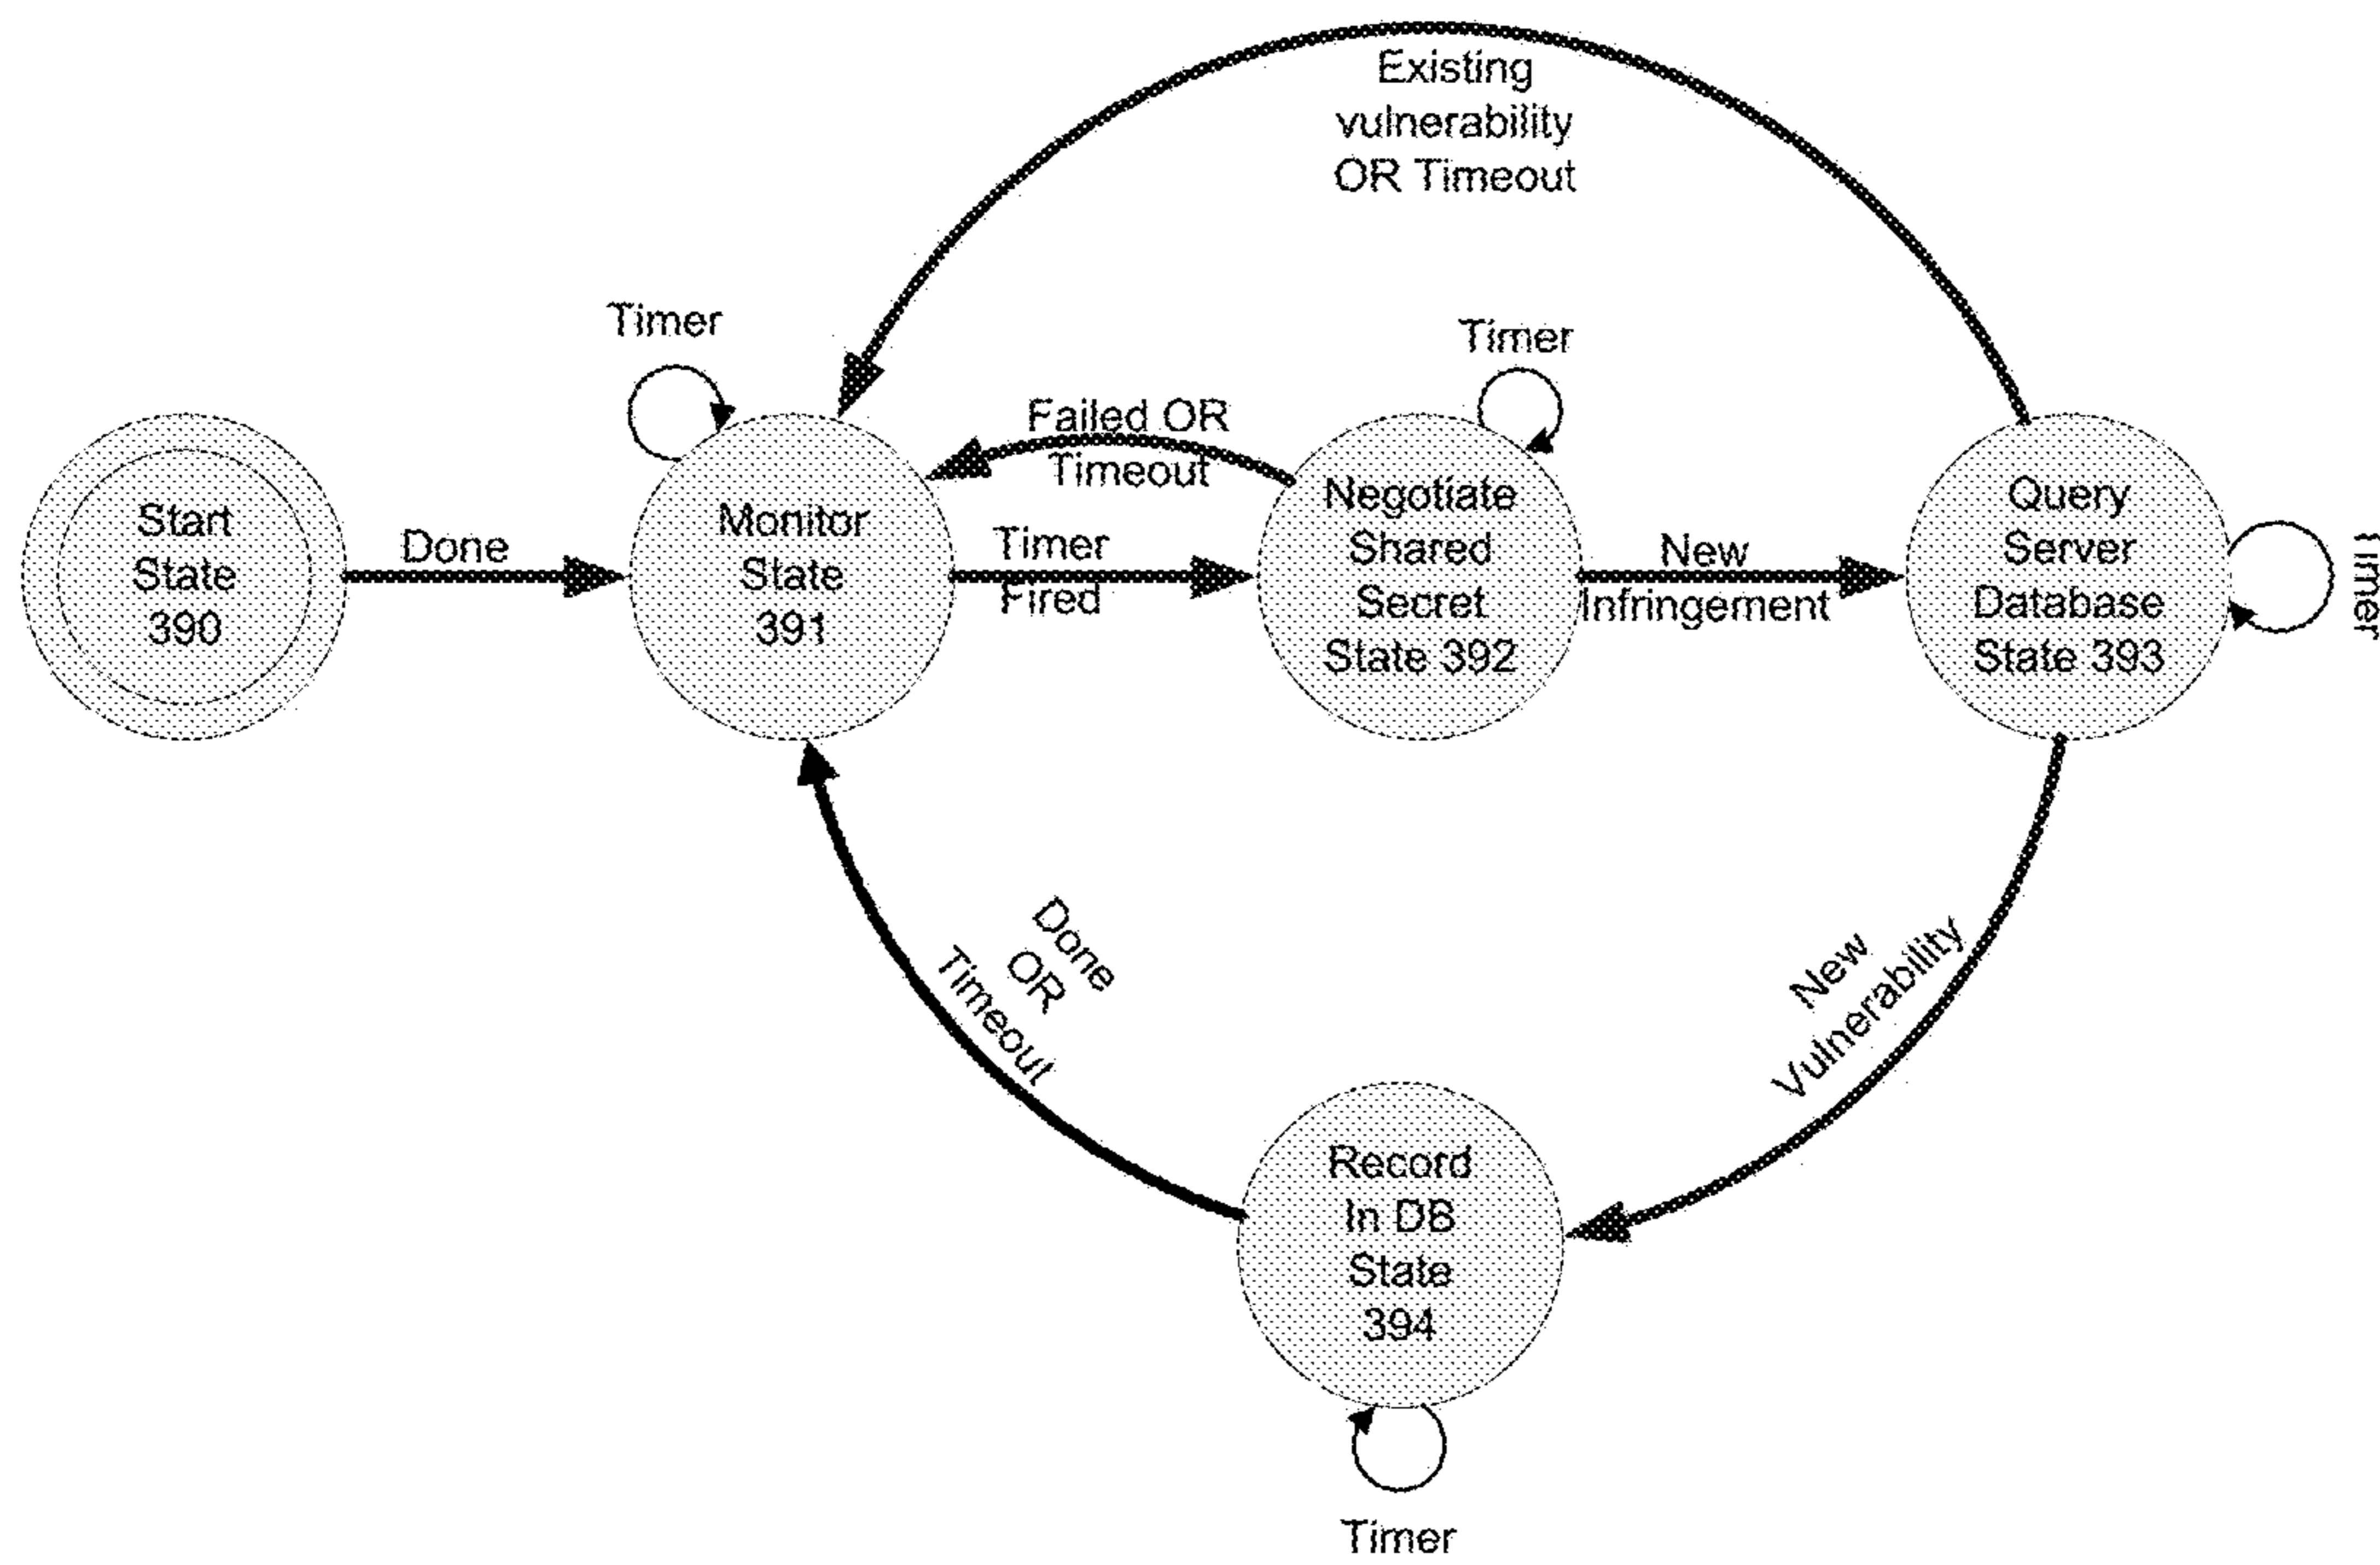 Existing
vulnerability
OR Timeout
Timer
Timer
Failed OR
Timeout
Start
State
390
Done
Monitor
State
391
Timer
Fired
Negotiate
Shared
Secret
State 392
New
Infringement
Query
Server
Database
State 393
Timer
Done
OR
Timeout
New
Vulnerability
Record
In DB
State
394
Timer